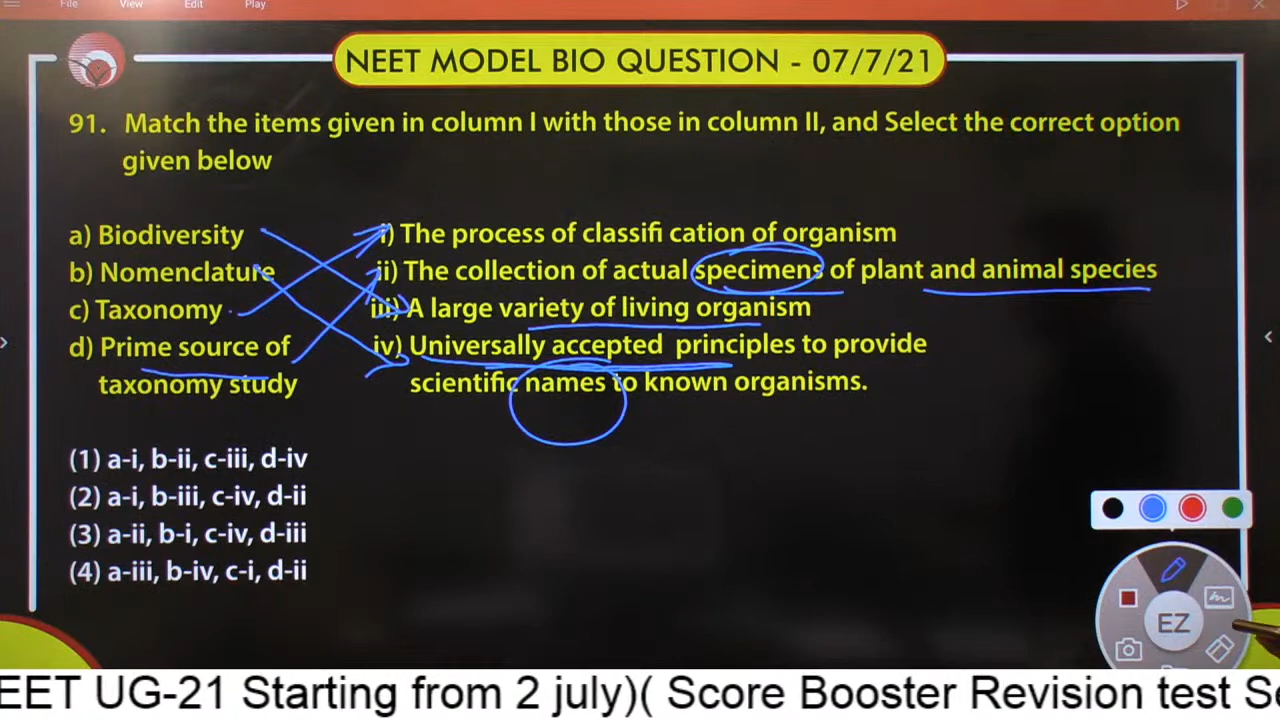 File View Edit Play
NEET MODEL BIO QUESTION - 07/7/21
91. Match the items given in column I with those in column II, and Select the correct option
given below
a) Biodiversity i) The process of classifi cation of organism
b) Nomenclature ii) The collection of actual specimens of plant and animal species
c) Taxonomy iii) A large variety of living organism
d) Prime source of iv) Universally accepted principles to provide
taxonomy study scientific names to known organisms.
(1) a-i, b-ii, c-iii, d-iv
(2) a-i, b-iii, c-iv, d-ii
(3) a-ii, b-i, c-iv, d-iii
(4) a-iii, b-iv, c-i, d-ii
EZ
EET UG-21 Starting from 2 july)( Score Booster Revision test Se